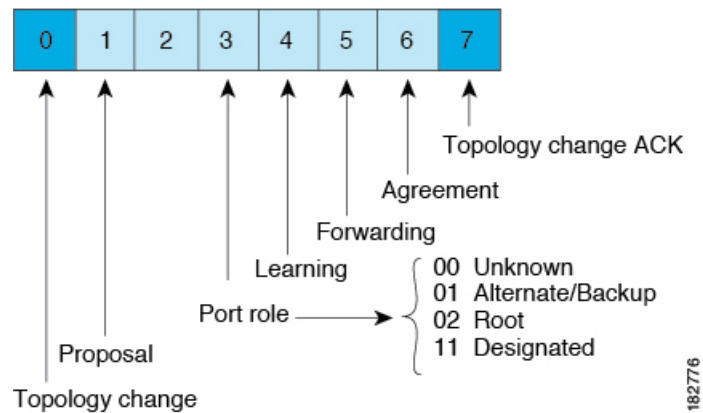 0 1 2 3 4 5 6 7
Topology change ACK
Agreement
Forwarding
Learning
Port role
00 Unknown
01 Alternate/Backup
02 Root
11 Designated
Proposal
Topology change
182776